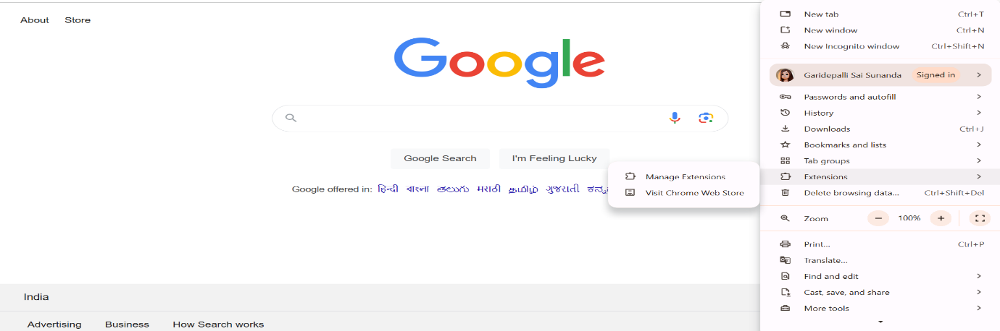 About Store
Google
Google Search I'm Feeling Lucky
Google offered in: हिन्दी বাংলা తెలుగు मराठी தமிழ் ગુજરાતી
India
Advertising Business How Search works
New tab Ctrl+T
New window Ctrl+N
New Incognito window Ctrl+Shift+N
Garidepalli Sai Sunanda Signed in
Passwords and autofill
History
Downloads Ctrl+J
Bookmarks and lists
Tab groups
Extensions
Manage Extensions
Visit Chrome Web Store
Delete browsing data... Ctrl+Shift+Del
Zoom − 100% +
Print... Ctrl+P
Translate...
Find and edit
Cast, save, and share
More tools